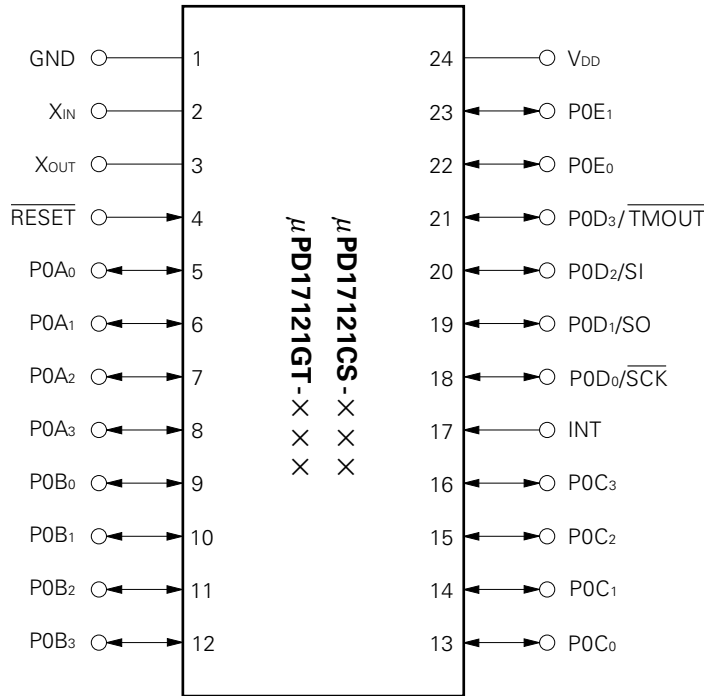 GND 1 24 VDD
XIN 2 23 P0E1
XOUT 3 22 P0E0
RESET 4 21 P0D3/TMOUT
P0A0 5 20 P0D2/SI
P0A1 6 19 P0D1/SO
P0A2 7 18 P0D0/SCK
P0A3 8 17 INT
P0B0 9 16 P0C3
P0B1 10 15 P0C2
P0B2 11 14 P0C1
P0B3 12 13 P0C0
μPD17121CS-×××
μPD17121GT-×××